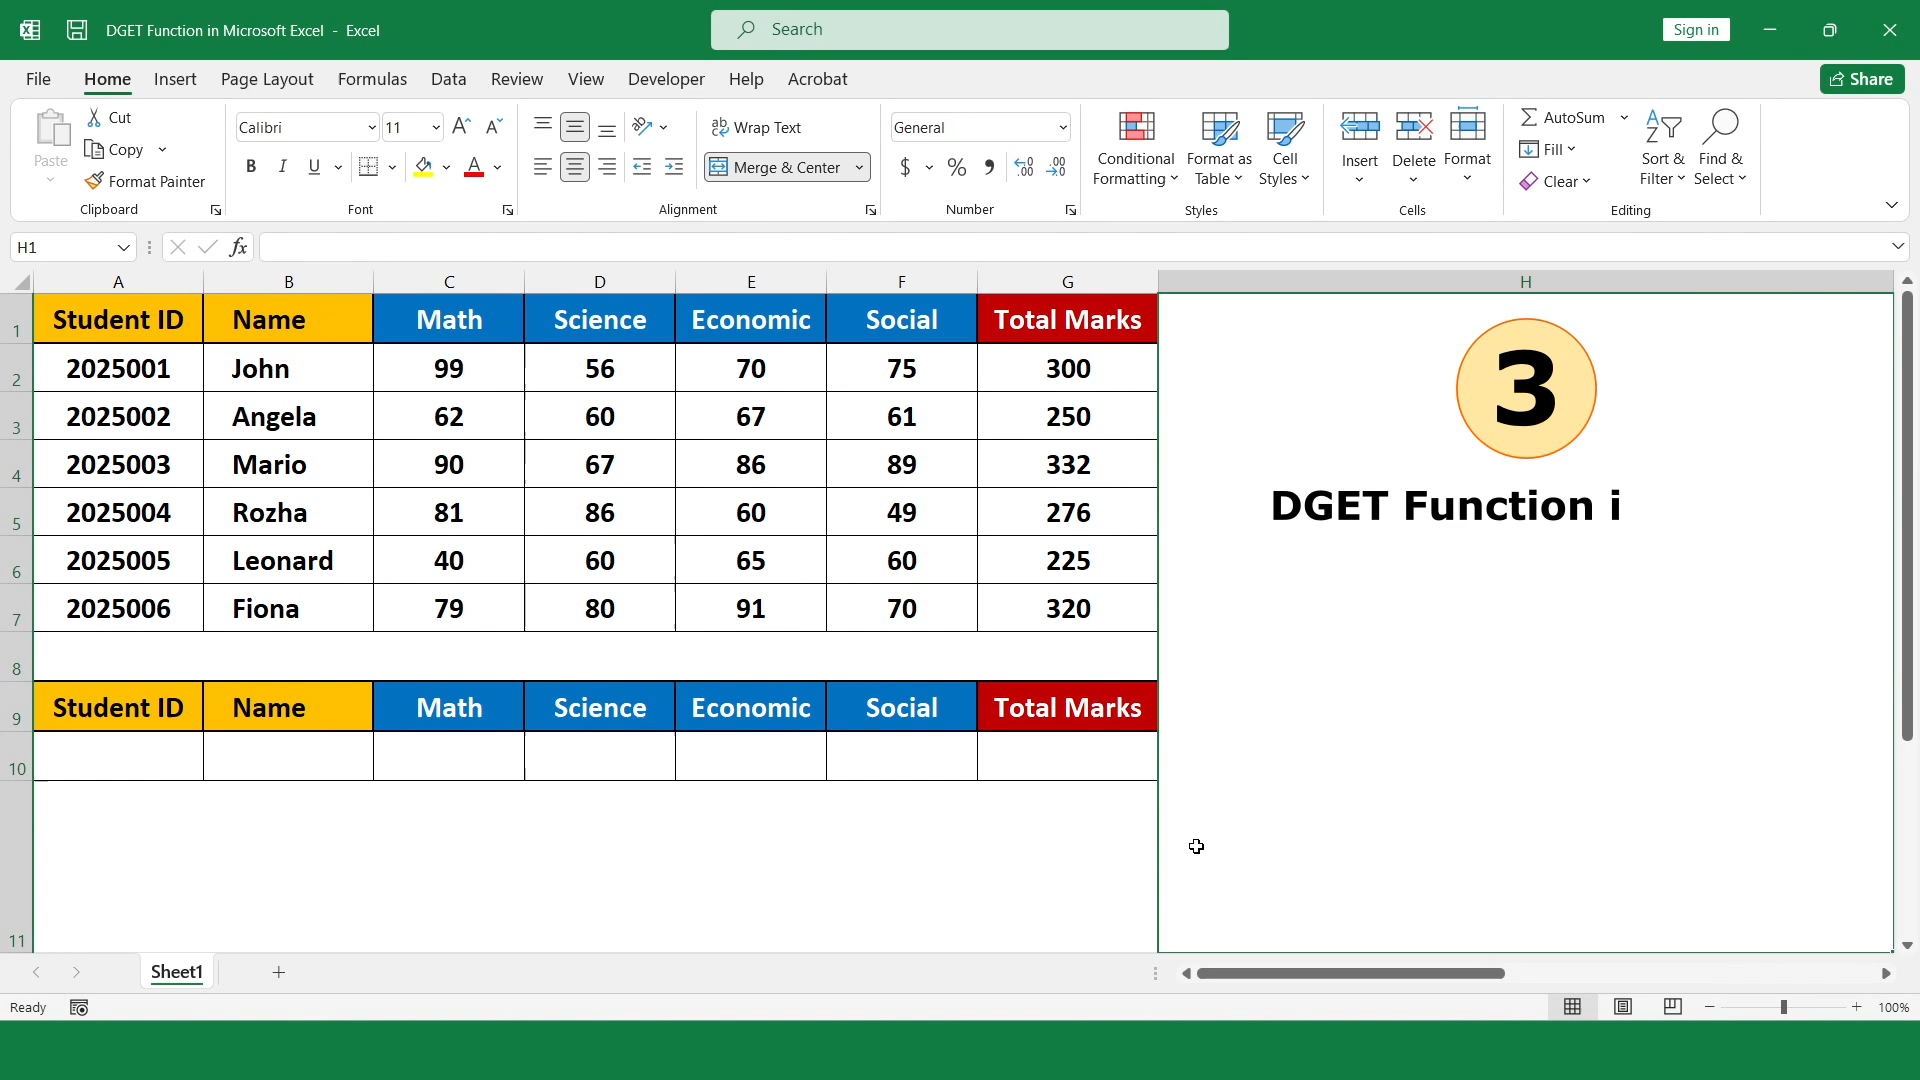 DGET Function in Microsoft Excel - Excel
Search
Sign in
File Home Insert Page Layout Formulas Data Review View Developer Help Acrobat
Share
Paste
Cut
Copy
Format Painter
Clipboard
Calibri 11
B I U
A
Font
Wrap Text
Merge & Center
Alignment
General
$ % 9 .00 .00
Number
Conditional Formatting
Format as Table
Cell Styles
Styles
Insert Delete Format
Cells
AutoSum
Fill
Clear
Sort & Filter
Find & Select
Editing
H1
fx
A B C D E F G H
1 Student ID Name Math Science Economic Social Total Marks
2 2025001 John 99 56 70 75 300
3 2025002 Angela 62 60 67 61 250
4 2025003 Mario 90 67 86 89 332
5 2025004 Rozha 81 86 60 49 276
6 2025005 Leonard 40 60 65 60 225
7 2025006 Fiona 79 80 91 70 320
8
9 Student ID Name Math Science Economic Social Total Marks
10
11
3
DGET Function i
Sheet1
Ready
100%